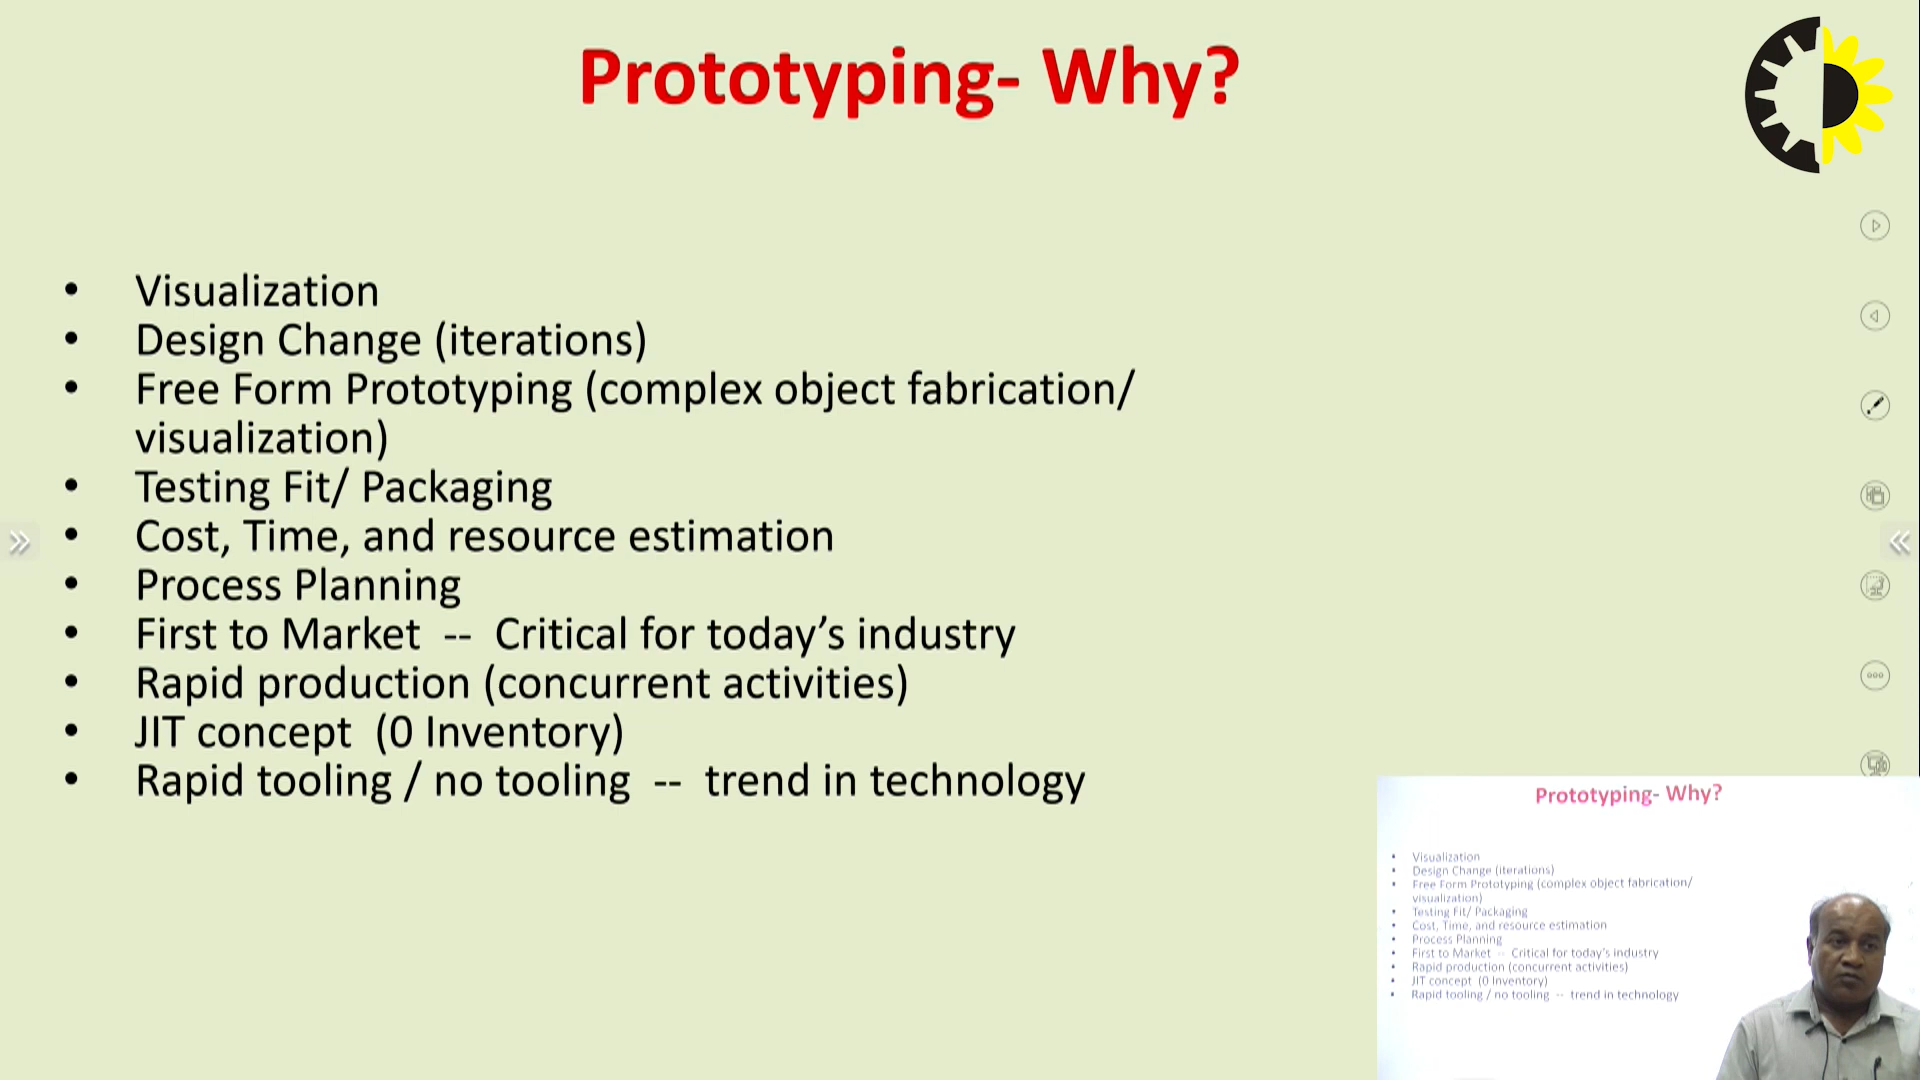 Prototyping- Why?
• Visualization
• Design Change (iterations)
• Free Form Prototyping (complex object fabrication/
visualization)
• Testing Fit/ Packaging
• Cost, Time, and resource estimation
• Process Planning
• First to Market -- Critical for today’s industry
• Rapid production (concurrent activities)
• JIT concept (0 Inventory)
• Rapid tooling / no tooling -- trend in technology
Prototyping- Why?
• Visualization
• Design Change (iterations)
• Free Form Prototyping (complex object fabrication/
visualization)
• Testing Fit/ Packaging
• Cost, Time, and resource estimation
• Process Planning
• First to Market -- Critical for today’s industry
• Rapid production (concurrent activities)
• JIT concept (0 Inventory)
• Rapid tooling / no tooling -- trend in technology